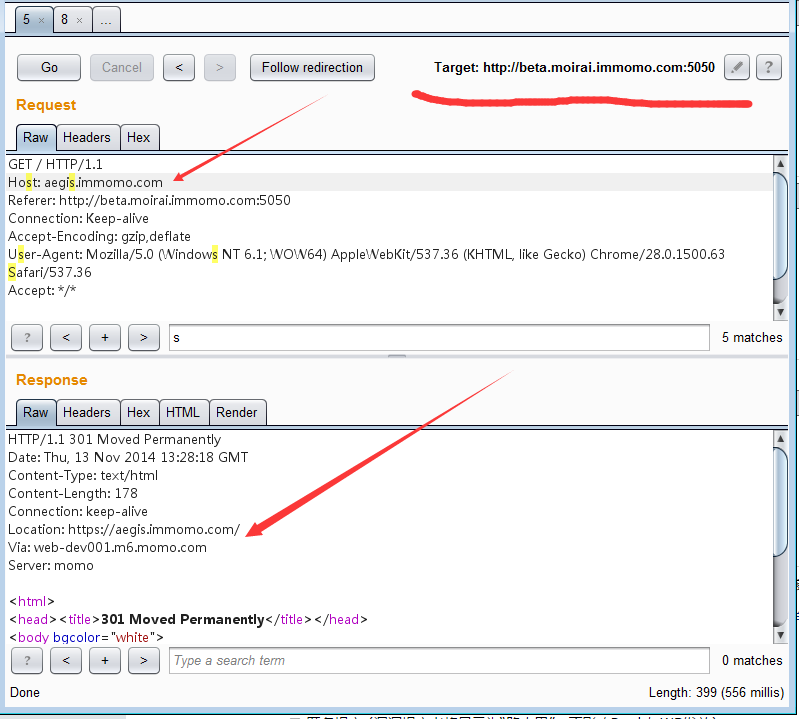 5 × 8 × ...
Go Cancel < > Follow redirection Target: http://beta.moirai.immomo.com:5050 ?
Request
Raw Headers Hex
GET / HTTP/1.1
Host: aegis.immomo.com
Referer: http://beta.moirai.immomo.com:5050
Connection: Keep-alive
Accept-Encoding: gzip,deflate
User-Agent: Mozilla/5.0 (Windows NT 6.1; WOW64) AppleWebKit/537.36 (KHTML, like Gecko) Chrome/28.0.1500.63
Safari/537.36
Accept: */*
? < + > s 5 matches
Response
Raw Headers Hex HTML Render
HTTP/1.1 301 Moved Permanently
Date: Thu, 13 Nov 2014 13:28:18 GMT
Content-Type: text/html
Content-Length: 178
Connection: keep-alive
Location: https://aegis.immomo.com/
Via: web-dev001.m6.momo.com
Server: momo
<html>
<head><title>301 Moved Permanently</title></head>
<body bgcolor="white">
? < + > Type a search term 0 matches
Done Length: 399 (556 millis)